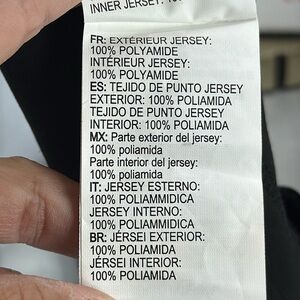 INNER JERSEY:
FR: EXTÉRIEUR JERSEY:
100% POLYAMIDE
INTÉRIEUR JERSEY:
100% POLYAMIDE
ES: TEJIDO DE PUNTO JERSEY
EXTERIOR: 100% POLIAMIDA
TEJIDO DE PUNTO JERSEY
INTERIOR: 100% POLIAMIDA
MX: Parte exterior del jersey:
100% poliamida
Parte interior del jersey:
100% poliamida
IT: JERSEY ESTERNO:
100% POLIAMMIDICA
JERSEY INTERNO:
100% POLIAMMIDICA
BR: JÉRSEI EXTERIOR:
100% POLIAMIDA
JÉRSEI INTERIOR:
100% POLIAMIDA